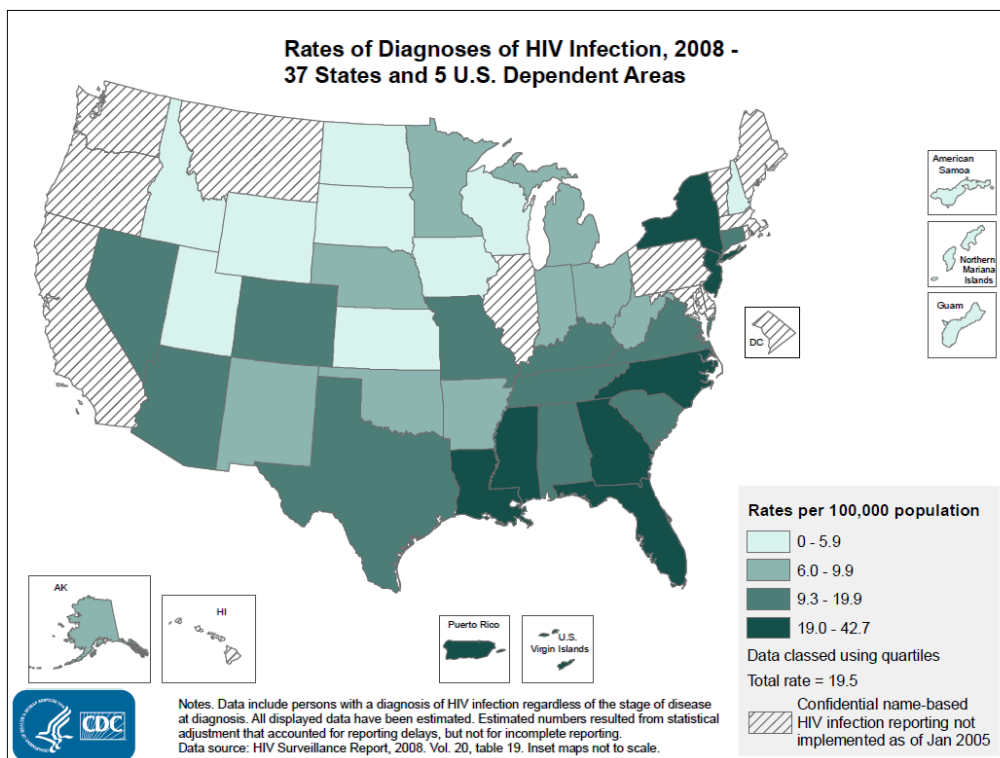 Rates of Diagnoses of HIV Infection, 2008 -
37 States and 5 U.S. Dependent Areas
American
Samoa
Northern
Mariana
Islands
Guam
DC
Rates per 100,000 population
0 - 5.9
6.0 - 9.9
9.3 - 19.9
19.0 - 42.7
Data classed using quartiles
Total rate = 19.5
Confidential name-based
HIV infection reporting not
implemented as of Jan 2005
AK
HI
Puerto Rico
U.S.
Virgin Islands
CDC
Notes. Data include persons with a diagnosis of HIV infection regardless of the stage of disease
at diagnosis. All displayed data have been estimated. Estimated numbers resulted from statistical
adjustment that accounted for reporting delays, but not for incomplete reporting.
Data source: HIV Surveillance Report, 2008. Vol. 20, table 19. Inset maps not to scale.